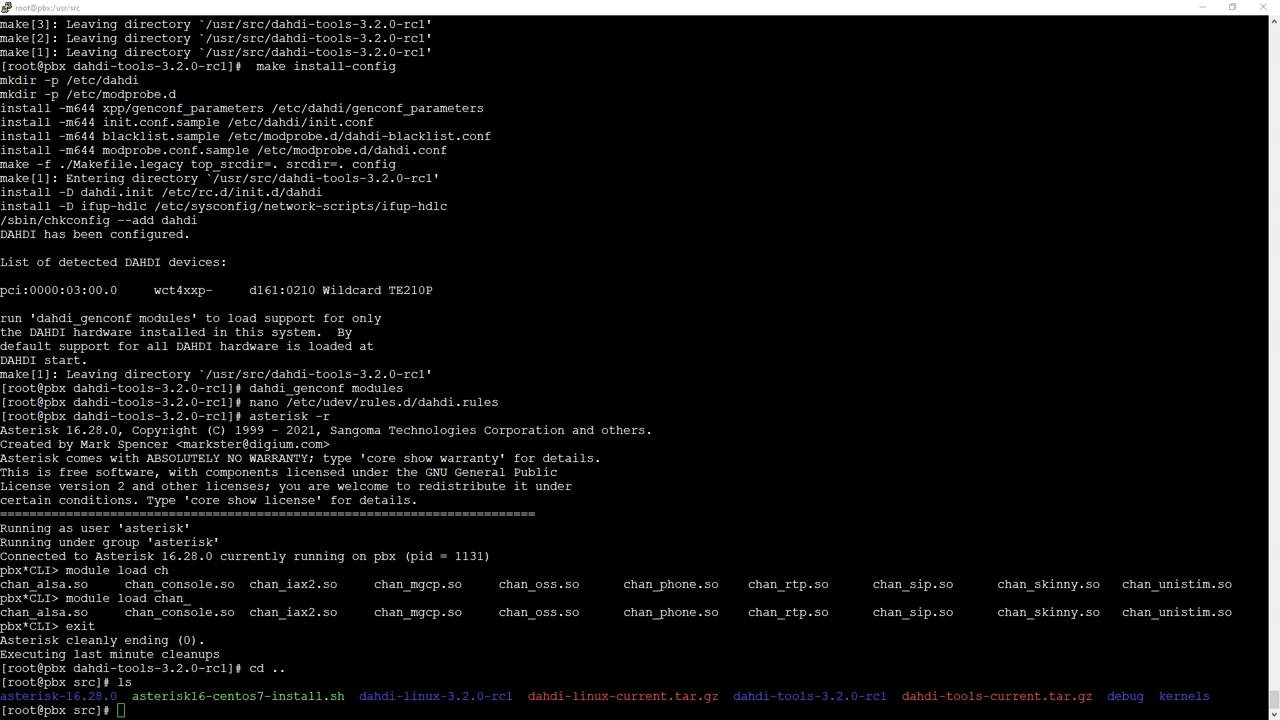 root@pbx:/usr/src
make[3]: Leaving directory `/usr/src/dahdi-tools-3.2.0-rc1'
make[2]: Leaving directory `/usr/src/dahdi-tools-3.2.0-rc1'
make[1]: Leaving directory `/usr/src/dahdi-tools-3.2.0-rc1'
[root@pbx dahdi-tools-3.2.0-rc1]#  make install-config
mkdir -p /etc/dahdi
mkdir -p /etc/modprobe.d
install -m644 xpp/genconf_parameters /etc/dahdi/genconf_parameters
install -m644 init.conf.sample /etc/dahdi/init.conf
install -m644 blacklist.sample /etc/modprobe.d/dahdi-blacklist.conf
install -m644 modprobe.conf.sample /etc/modprobe.d/dahdi.conf
make -f ./Makefile.legacy top_srcdir=. srcdir=. config
make[1]: Entering directory `/usr/src/dahdi-tools-3.2.0-rc1'
install -D dahdi.init /etc/rc.d/init.d/dahdi
install -D ifup-hdlc /etc/sysconfig/network-scripts/ifup-hdlc
/sbin/chkconfig --add dahdi
DAHDI has been configured.
List of detected DAHDI devices:
pci:0000:03:00.0     wct4xxp-     d161:0210 Wildcard TE210P
run 'dahdi_genconf modules' to load support for only
the DAHDI hardware installed in this system.  By
default support for all DAHDI hardware is loaded at
DAHDI start.
make[1]: Leaving directory `/usr/src/dahdi-tools-3.2.0-rc1'
[root@pbx dahdi-tools-3.2.0-rc1]# dahdi_genconf modules
[root@pbx dahdi-tools-3.2.0-rc1]# nano /etc/udev/rules.d/dahdi.rules
[root@pbx dahdi-tools-3.2.0-rc1]# asterisk -r
Asterisk 16.28.0, Copyright (C) 1999 - 2021, Sangoma Technologies Corporation and others.
Created by Mark Spencer <markster@digium.com>
Asterisk comes with ABSOLUTELY NO WARRANTY; type 'core show warranty' for details.
This is free software, with components licensed under the GNU General Public
License version 2 and other licenses; you are welcome to redistribute it under
certain conditions. Type 'core show license' for details.
=========================================================================
Running as user 'asterisk'
Running under group 'asterisk'
Connected to Asterisk 16.28.0 currently running on pbx (pid = 1131)
pbx*CLI> module load ch
chan_alsa.so     chan_console.so  chan_iax2.so     chan_mgcp.so     chan_oss.so      chan_phone.so    chan_rtp.so      chan_sip.so      chan_skinny.so   chan_unistim.so
pbx*CLI> module load chan_
chan_alsa.so     chan_console.so  chan_iax2.so     chan_mgcp.so     chan_oss.so      chan_phone.so    chan_rtp.so      chan_sip.so      chan_skinny.so   chan_unistim.so
pbx*CLI> exit
Asterisk cleanly ending (0).
Executing last minute cleanups
[root@pbx dahdi-tools-3.2.0-rc1]# cd ..
[root@pbx src]# ls
asterisk-16.28.0  asterisk16-centos7-install.sh  dahdi-linux-3.2.0-rc1  dahdi-linux-current.tar.gz  dahdi-tools-3.2.0-rc1  dahdi-tools-current.tar.gz  debug  kernels
[root@pbx src]#